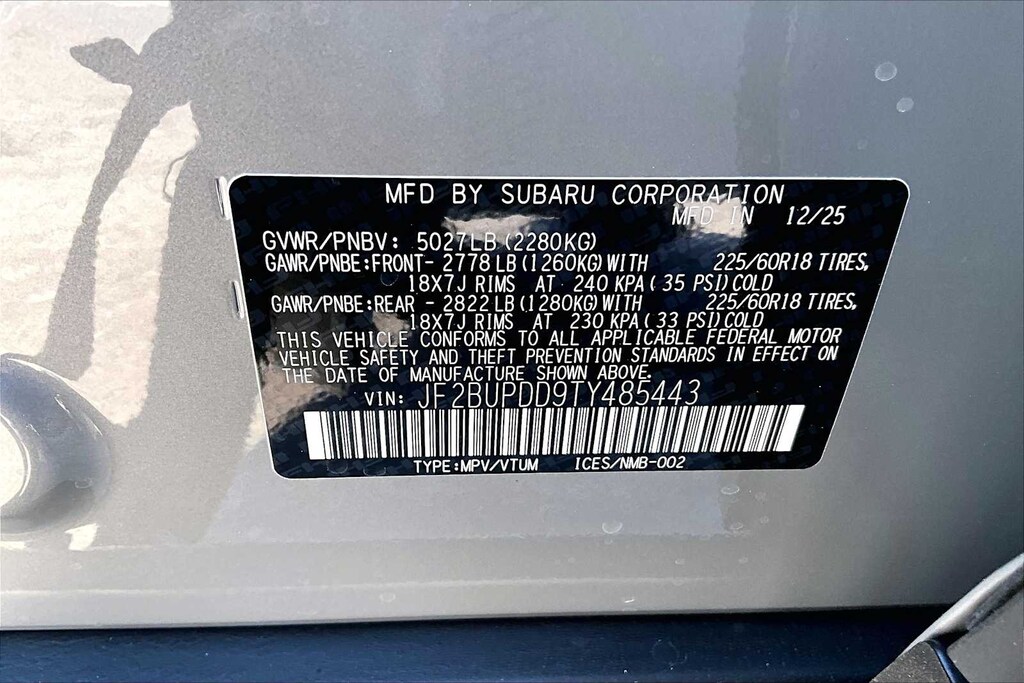 MFD BY SUBARU CORPORATION
MFD IN 12/25
GVWR/PNBV: 5027LB (2280KG)
GAWR/PNBE:FRONT- 2778 LB (1260KG) WITH 225/60R18 TIRES,
18X7J RIMS AT 240 KPA ( 35 PSI) COLD
GAWR/PNBE:REAR - 2822 LB (1280KG) WITH 225/60R18 TIRES,
18X7J RIMS AT 230 KPA ( 33 PSI) COLD
THIS VEHICLE CONFORMS TO ALL APPLICABLE FEDERAL MOTOR
VEHICLE SAFETY AND THEFT PREVENTION STANDARDS IN EFFECT ON
THE DATE OF MANUFACTURE SHOWN ABOVE.
VIN: JF2BUPDD9TY485443
TYPE:MPV/VTUM ICES/NMB-002